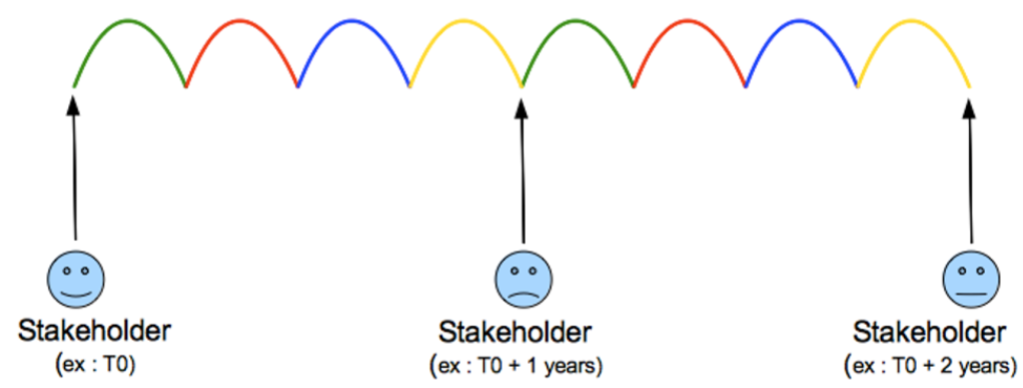 Stakeholder
(ex : T0)
Stakeholder
(ex : T0 + 1 years)
Stakeholder
(ex : T0 + 2 years)